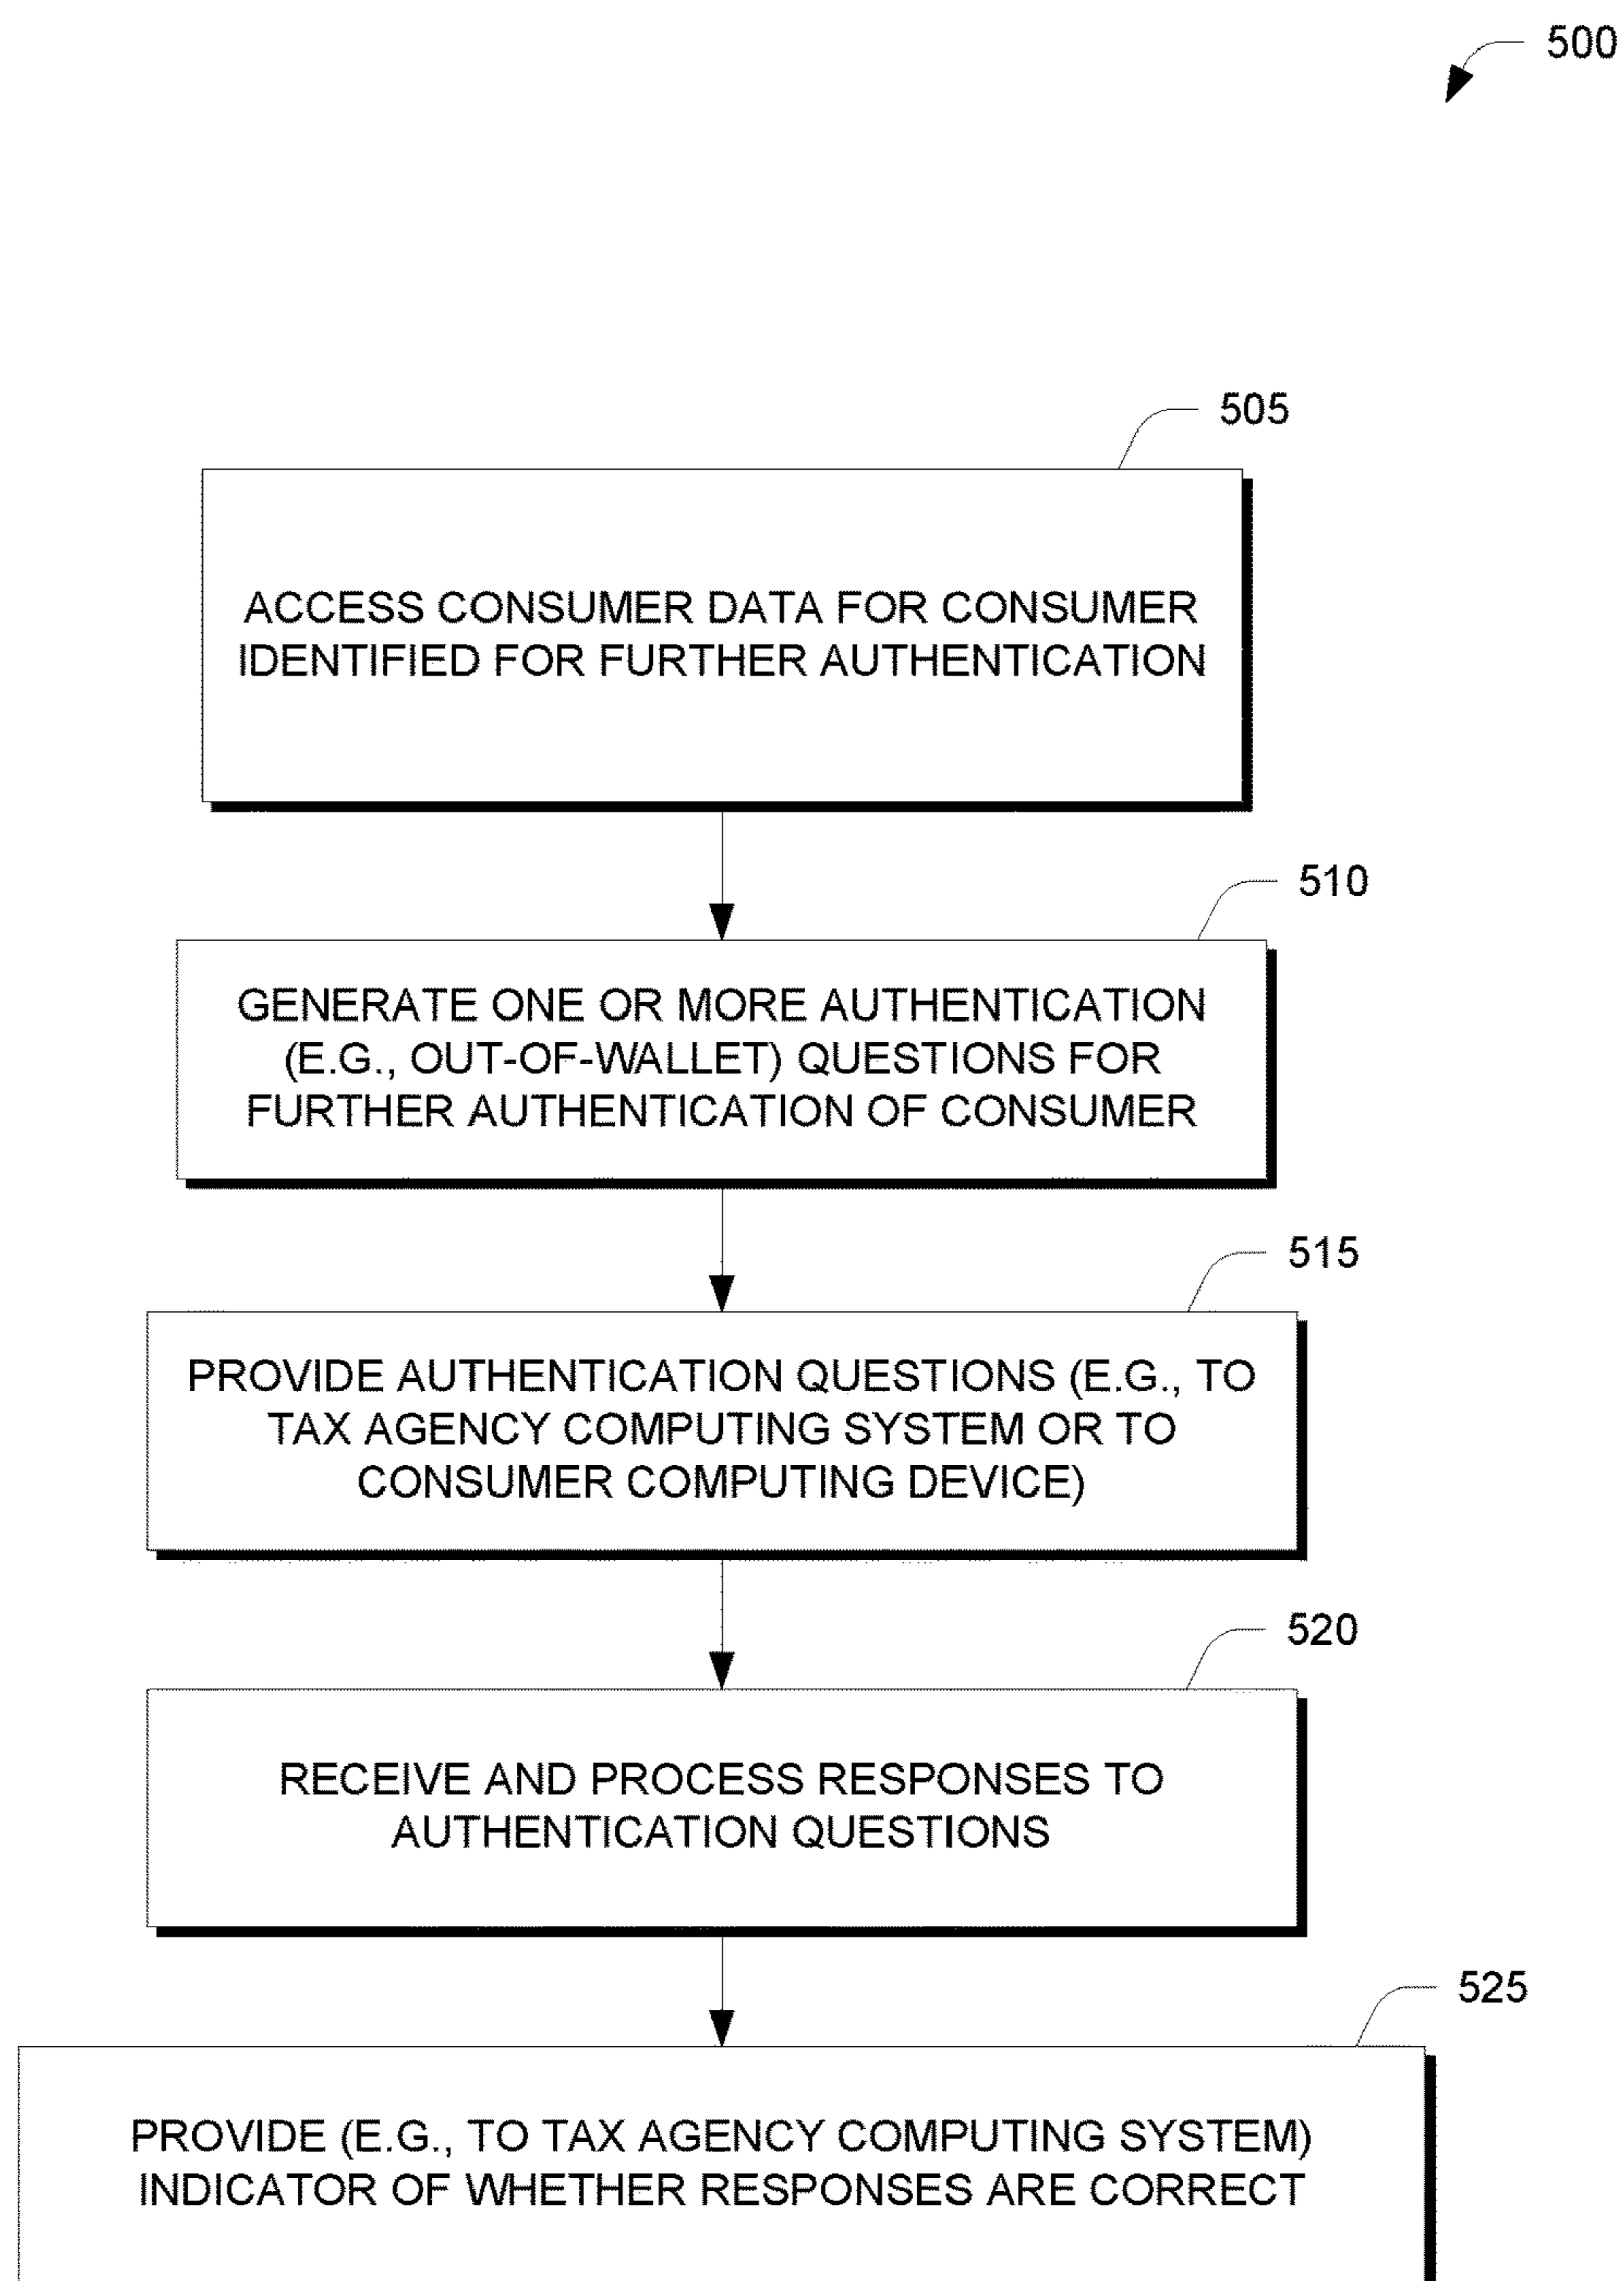 500
505
ACCESS CONSUMER DATA FOR CONSUMER
IDENTIFIED FOR FURTHER AUTHENTICATION
510
GENERATE ONE OR MORE AUTHENTICATION
(E.G., OUT-OF-WALLET) QUESTIONS FOR
FURTHER AUTHENTICATION OF CONSUMER
515
PROVIDE AUTHENTICATION QUESTIONS (E.G., TO
TAX AGENCY COMPUTING SYSTEM OR TO
CONSUMER COMPUTING DEVICE)
520
RECEIVE AND PROCESS RESPONSES TO
AUTHENTICATION QUESTIONS
525
PROVIDE (E.G., TO TAX AGENCY COMPUTING SYSTEM)
INDICATOR OF WHETHER RESPONSES ARE CORRECT